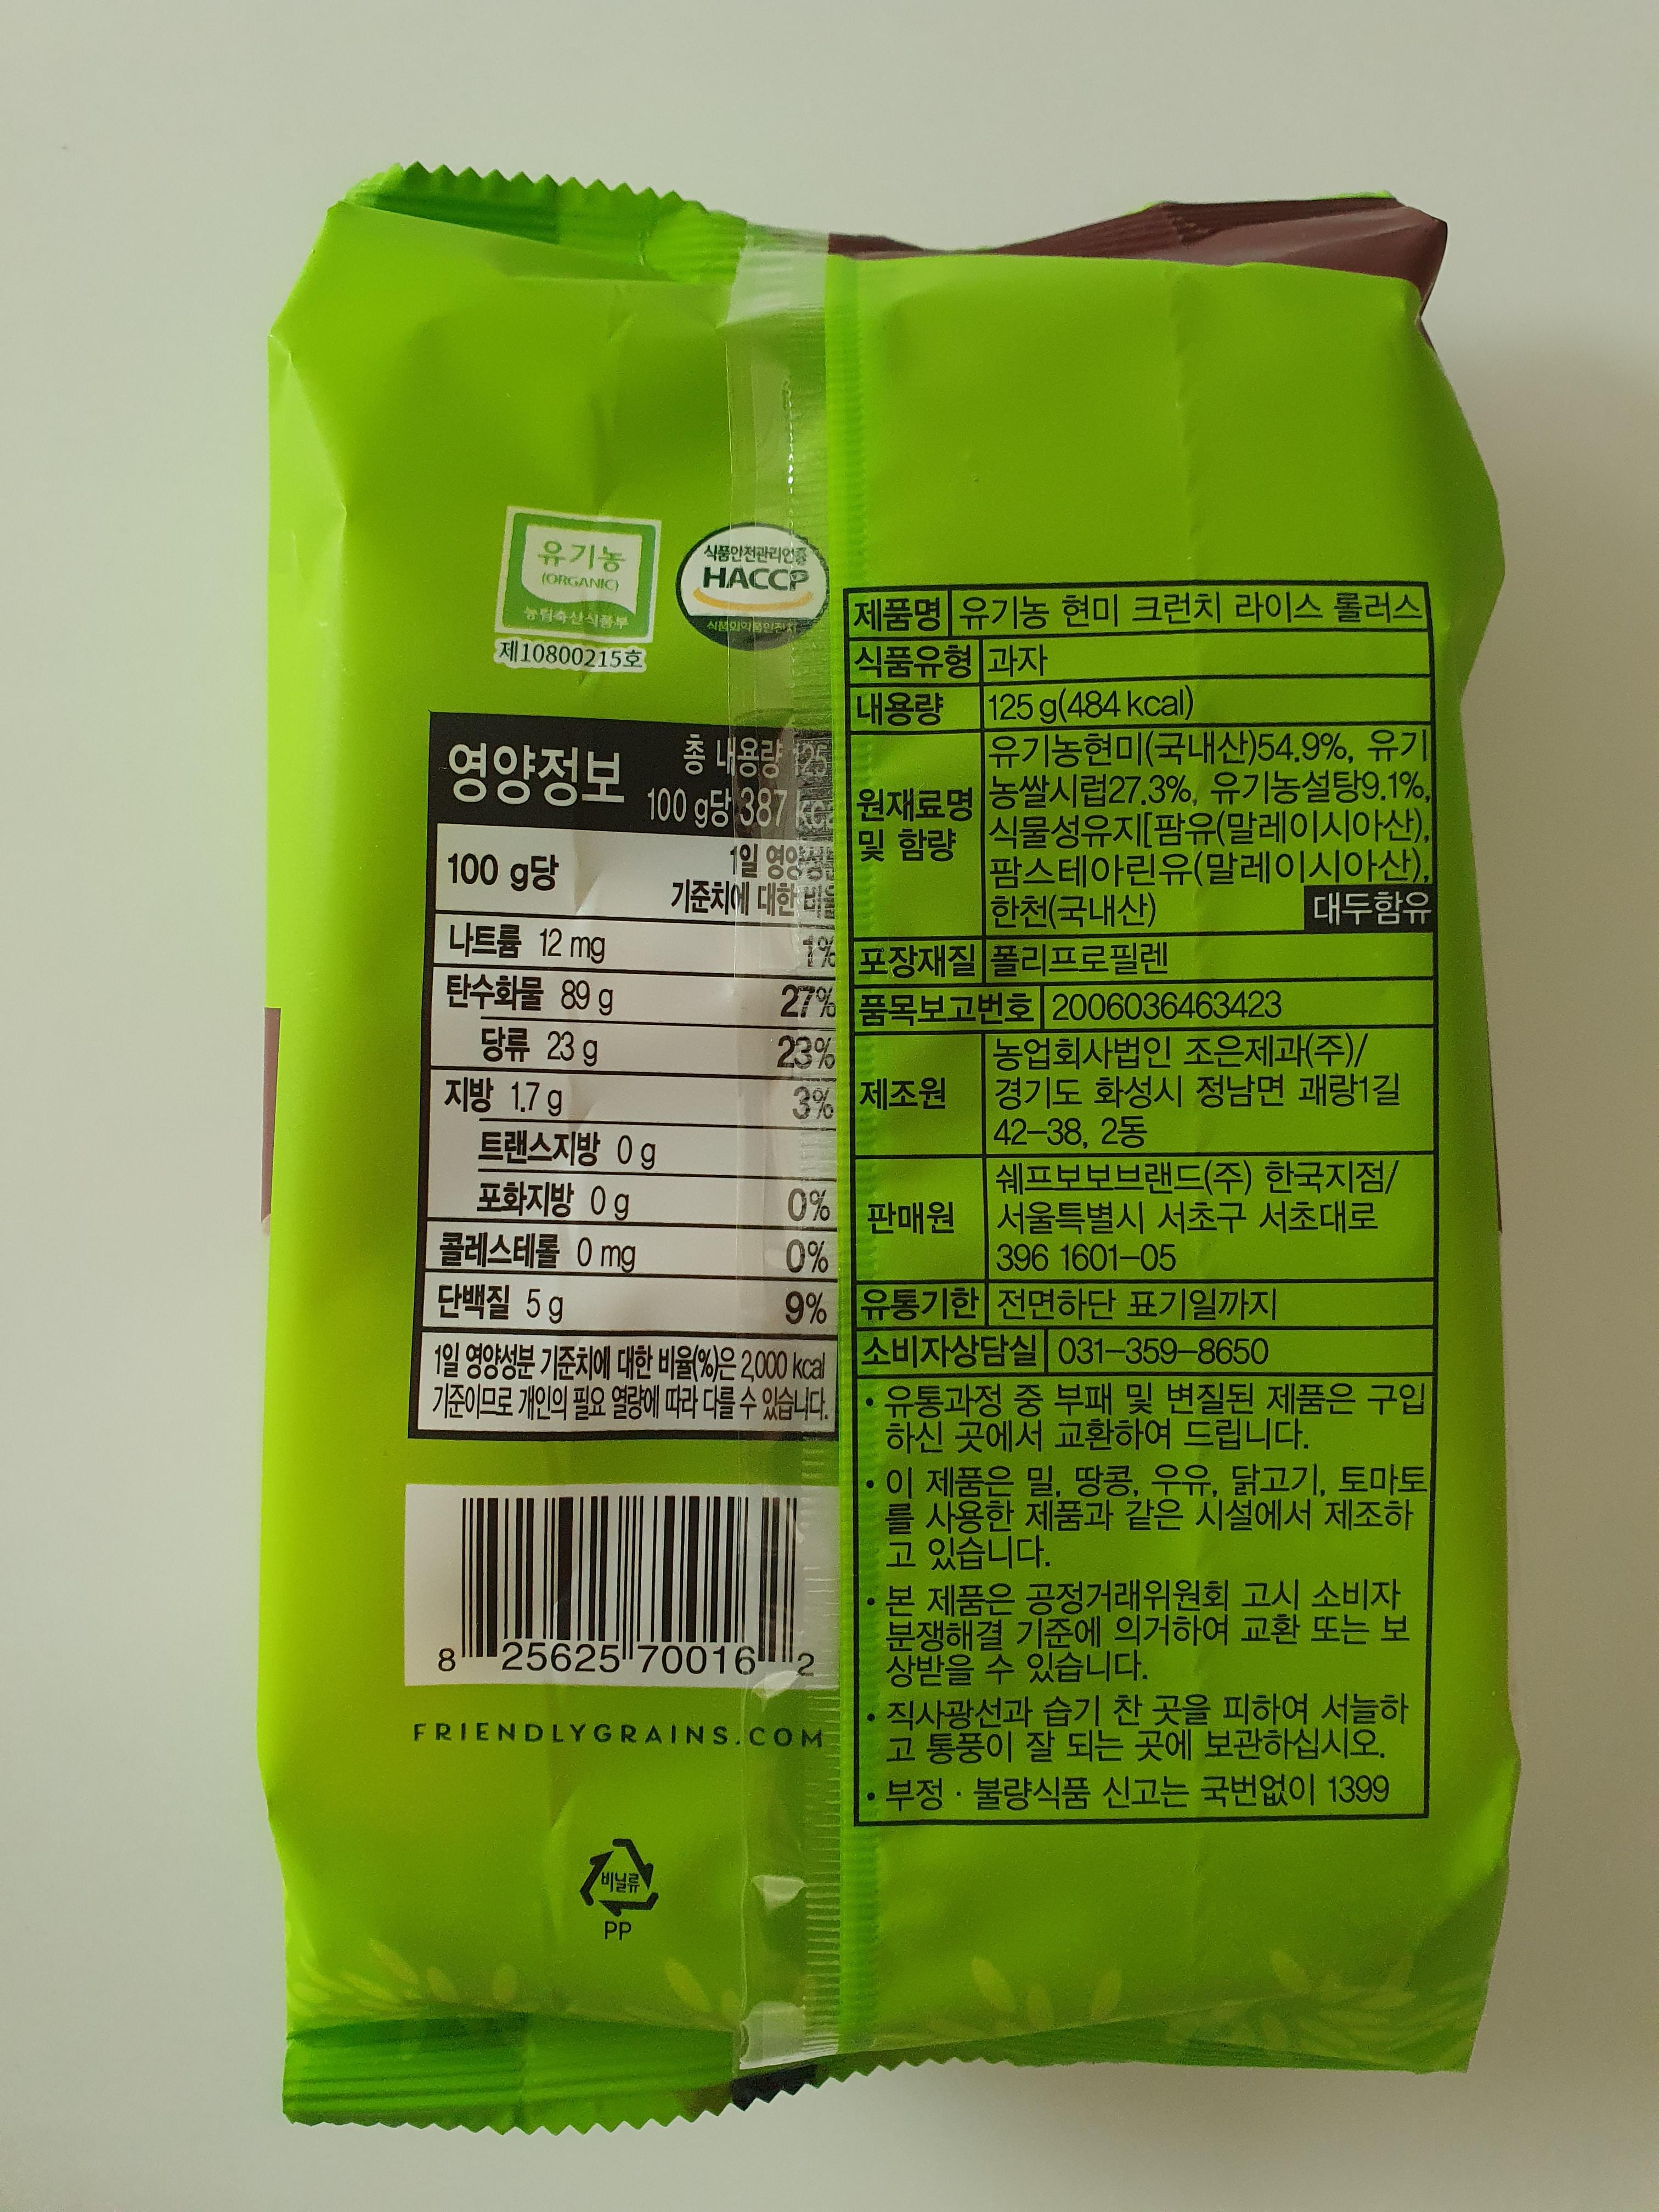 유기농
(ORGANIC)
농림축산식품부
제10800215호
식품안전관리인증
HACCP
식품의약품안전처
영양정보
총 내용량 125
100 g당 387 kcal
100 g당
1일 영양성분
기준치에 대한 비율
나트륨 12 mg 1%
탄수화물 89 g 27%
당류 23 g 23%
지방 1.7 g 3%
트랜스지방 0 g
포화지방 0 g 0%
콜레스테롤 0 mg 0%
단백질 5 g 9%
1일 영양성분 기준치에 대한 비율(%)은 2,000 kcal
기준이므로 개인의 필요 열량에 따라 다를 수 있습니다.
8 25625 70016 2
FRIENDLYGRAINS.COM
비닐류
PP
제품명 유기농 현미 크런치 라이스 롤러스
식품유형 과자
내용량 125 g(484 kcal)
원재료명
및 함량
유기농현미(국내산)54.9%, 유기
농쌀시럽27.3%, 유기농설탕9.1%,
식물성유지[팜유(말레이시아산),
팜스테아린유(말레이시아산),
한천(국내산) 대두함유
포장재질 폴리프로필렌
품목보고번호 2006036463423
제조원
농업회사법인 조은제과(주)/
경기도 화성시 정남면 괘랑1길
42-38, 2동
판매원
쉐프보보브랜드(주) 한국지점/
서울특별시 서초구 서초대로
396 1601-05
유통기한 전면하단 표기일까지
소비자상담실 031-359-8650
• 유통과정 중 부패 및 변질된 제품은 구입
하신 곳에서 교환하여 드립니다.
• 이 제품은 밀, 땅콩, 우유, 닭고기, 토마토
를 사용한 제품과 같은 시설에서 제조하
고 있습니다.
• 본 제품은 공정거래위원회 고시 소비자
분쟁해결 기준에 의거하여 교환 또는 보
상받을 수 있습니다.
• 직사광선과 습기 찬 곳을 피하여 서늘하
고 통풍이 잘 되는 곳에 보관하십시오.
• 부정 · 불량식품 신고는 국번없이 1399